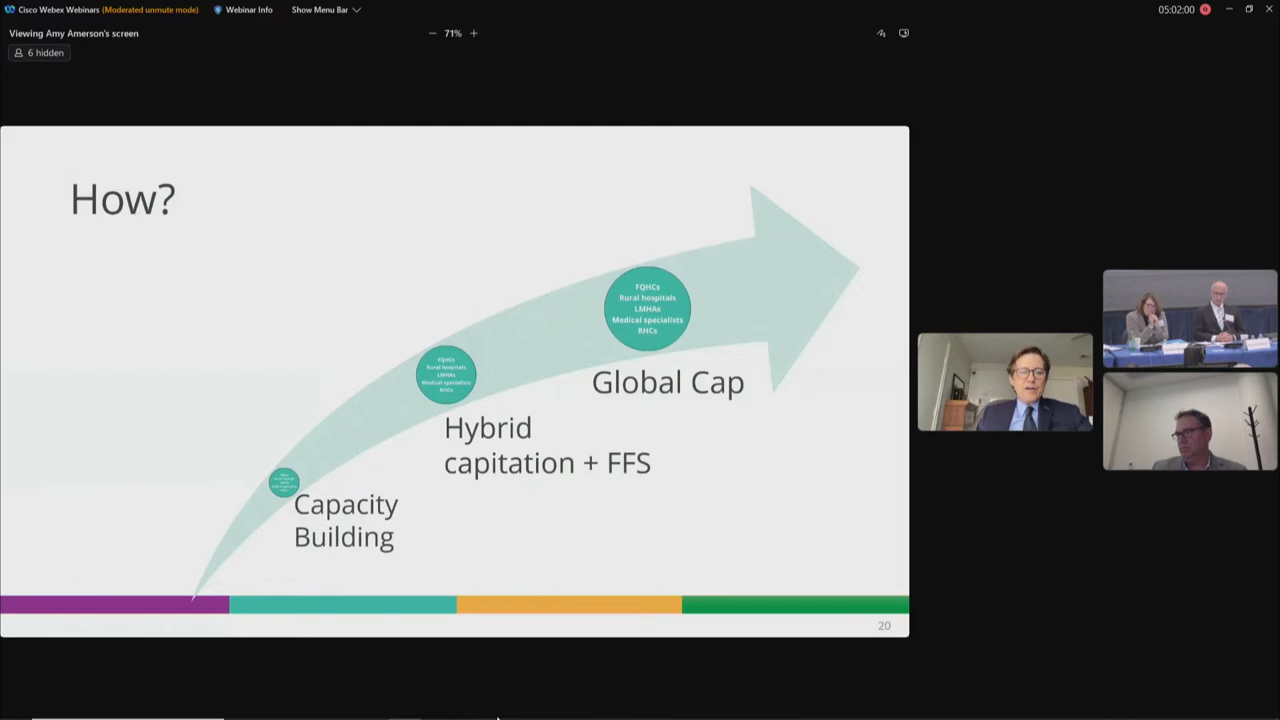 Cisco Webex Webinars (Moderated unmute mode)
Webinar Info
Show Menu Bar
05:02:00
Viewing Amy Amerson's screen
71%
6 hidden
How?
FQHCs
Rural hospitals
LMHAs
Medical specialists
RHCs
Global Cap
FQHCs
Rural hospitals
LMHAs
Medical specialists
RHCs
Hybrid
capitation + FFS
Capacity
Building
20